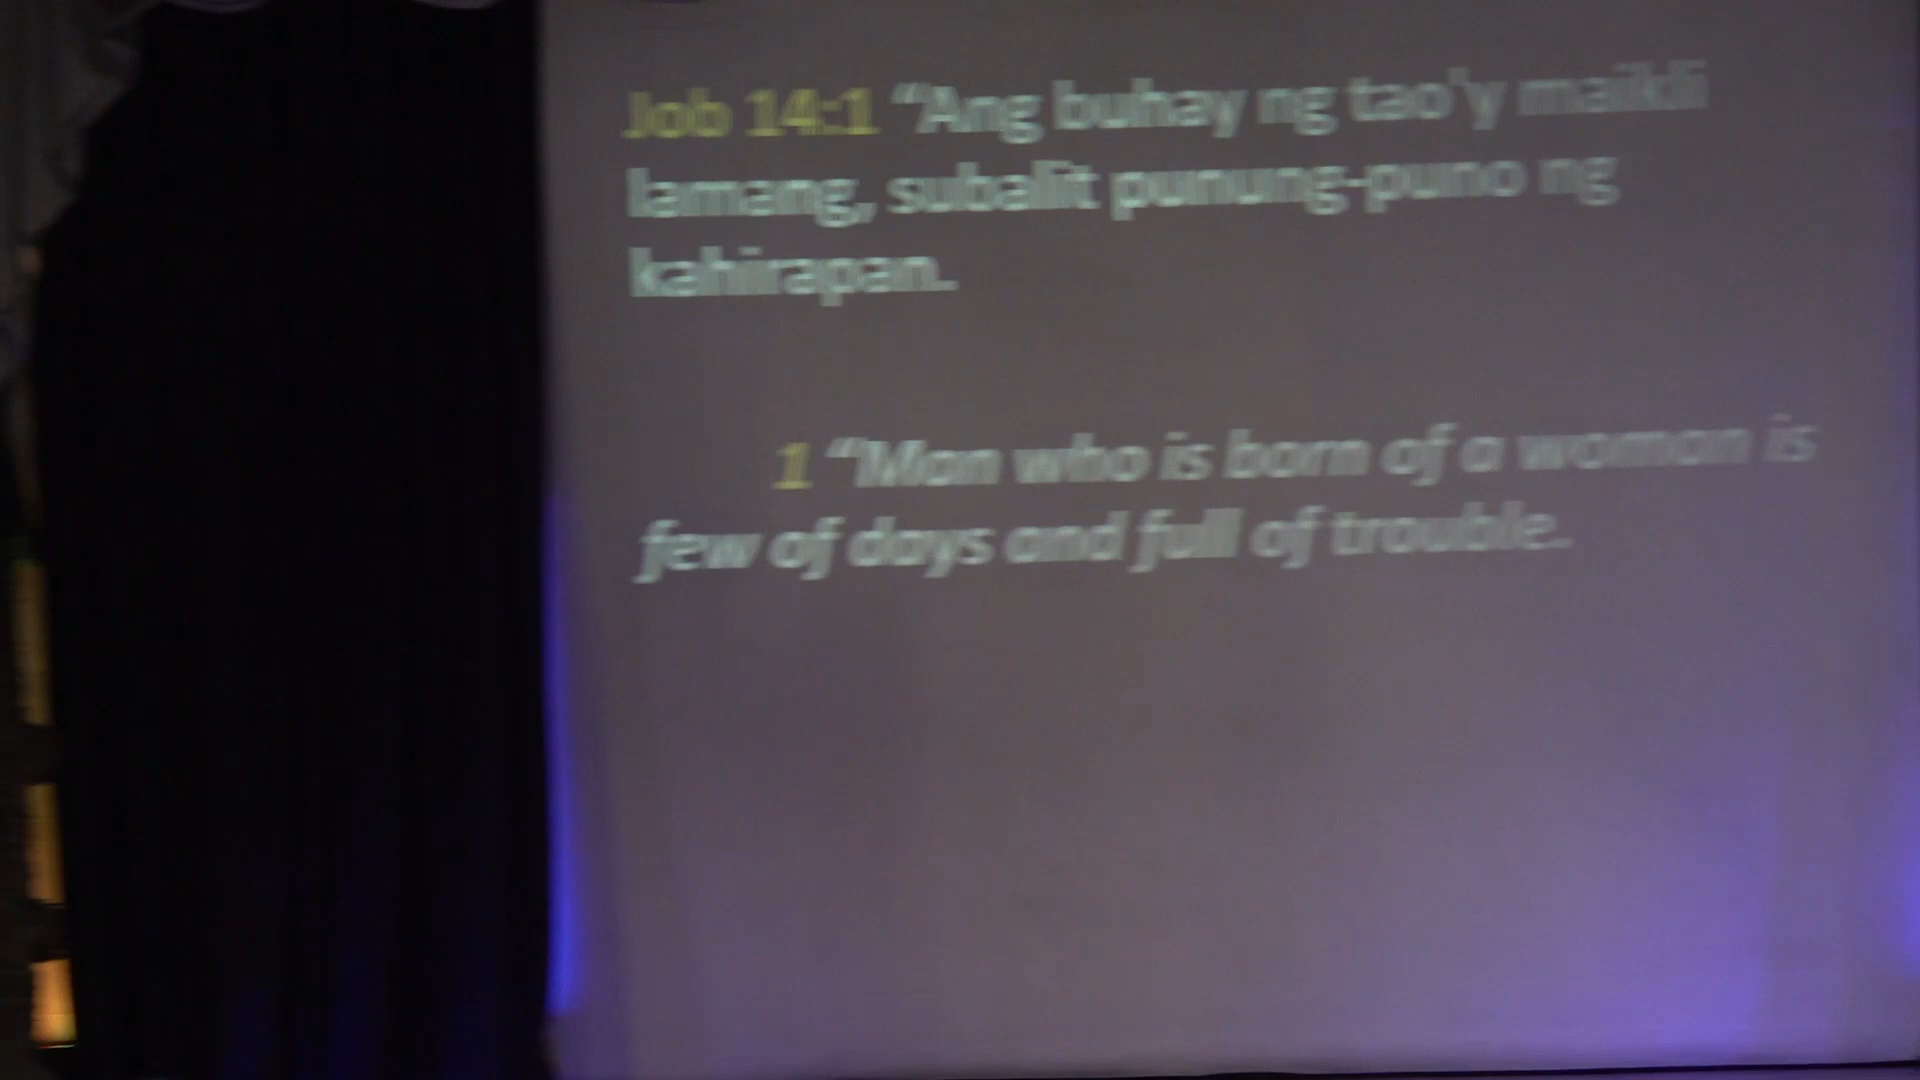 Job 14:1 “Ang buhay ng tao'y maikli
lamang, subalit punung-puno ng
kahirapan.
1 “Man who is born of a woman is
few of days and full of trouble.